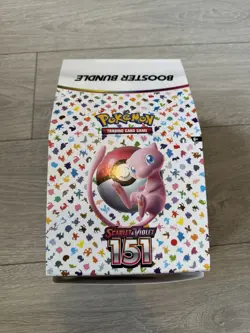 BOOSTER BUNDLE
POKéMON
TRADING CARD GAME
SCARLET & VIOLET
151